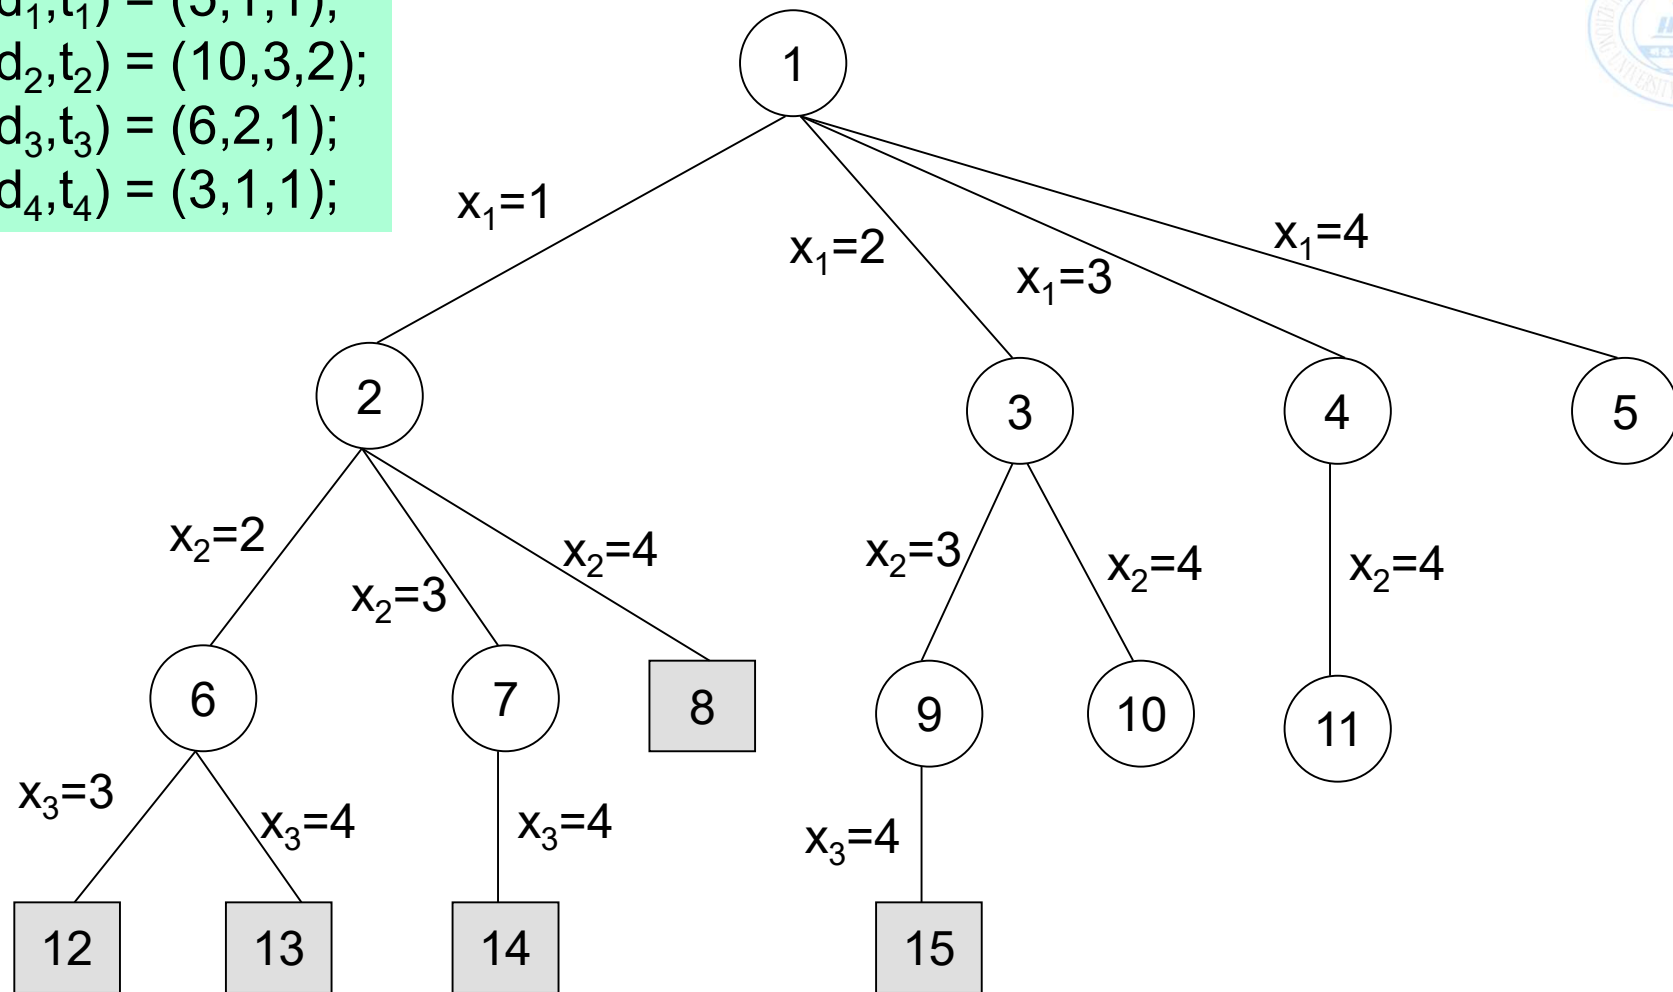 d₁,t₁) = (5,1,1);
d₂,t₂) = (10,3,2);
d₃,t₃) = (6,2,1);
d₄,t₄) = (3,1,1);
1
x₁=1
x₁=2
x₁=3
x₁=4
2
3
4
5
x₂=2
x₂=3
x₂=4
x₂=3
x₂=4
x₂=4
6
7
8
9
10
11
x₃=3
x₃=4
x₃=4
x₃=4
12
13
14
15